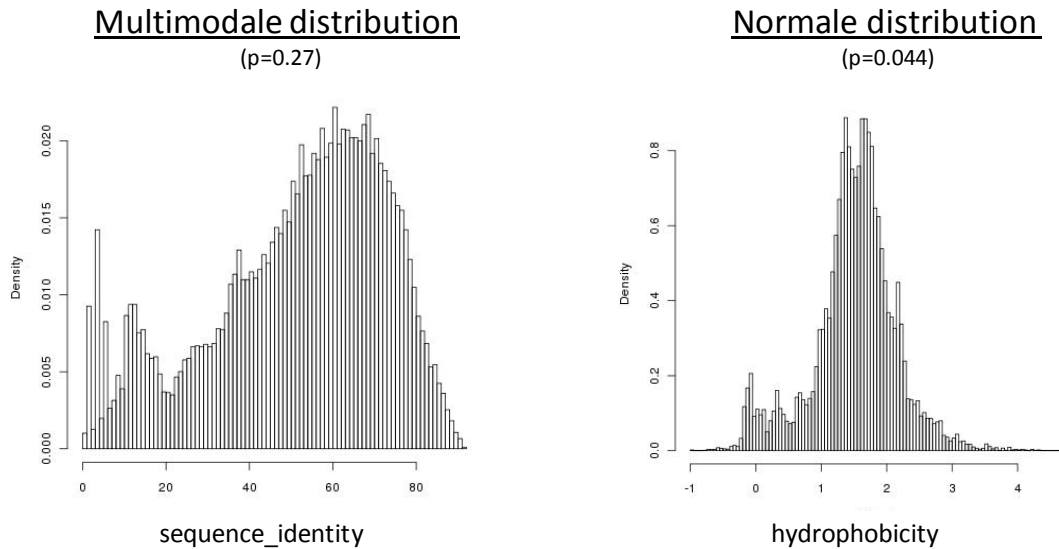 Multimodale distribution
(p=0.27)
Density
0.000
0.005
0.010
0.015
0.020
0
20
40
60
80
sequence_identity
Normale distribution
(p=0.044)
Density
0.0
0.2
0.4
0.6
0.8
-1
0
1
2
3
4
hydrophobicity